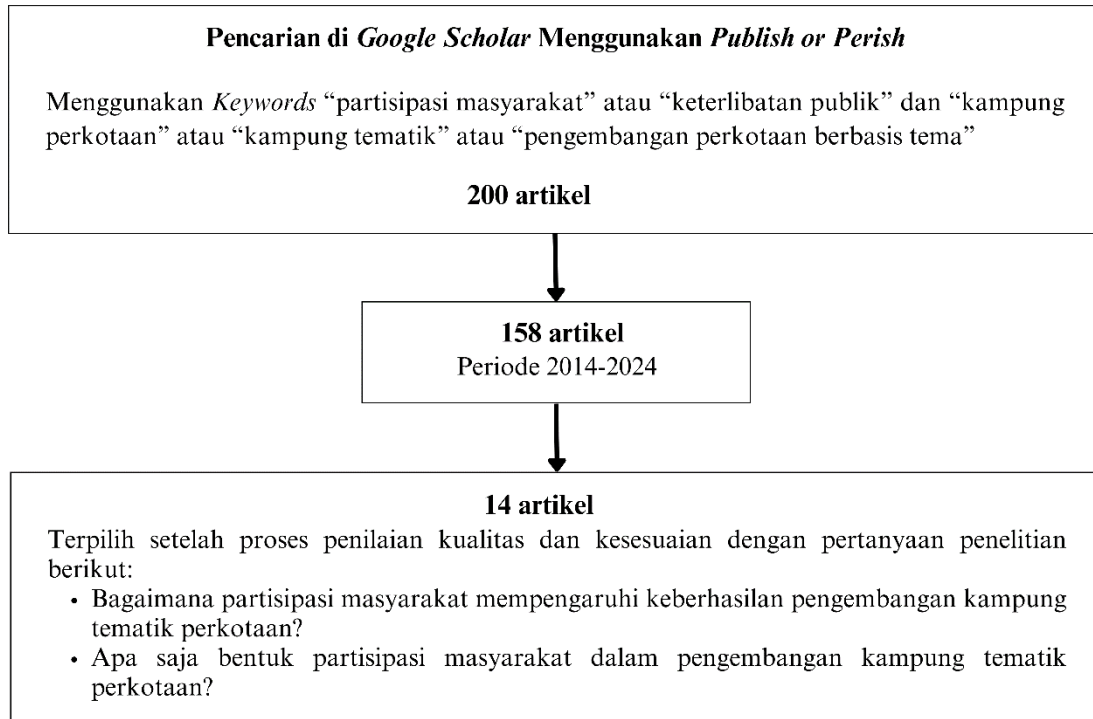 Pencarian di Google Scholar Menggunakan Publish or Perish
Menggunakan Keywords “partisipasi masyarakat” atau “keterlibatan publik” dan “kampung
perkotaan” atau “kampung tematik” atau “pengembangan perkotaan berbasis tema”
200 artikel
158 artikel
Periode 2014-2024
14 artikel
Terpilih setelah proses penilaian kualitas dan kesesuaian dengan pertanyaan penelitian
berikut:
• Bagaimana partisipasi masyarakat mempengaruhi keberhasilan pengembangan kampung
tematik perkotaan?
• Apa saja bentuk partisipasi masyarakat dalam pengembangan kampung tematik
perkotaan?